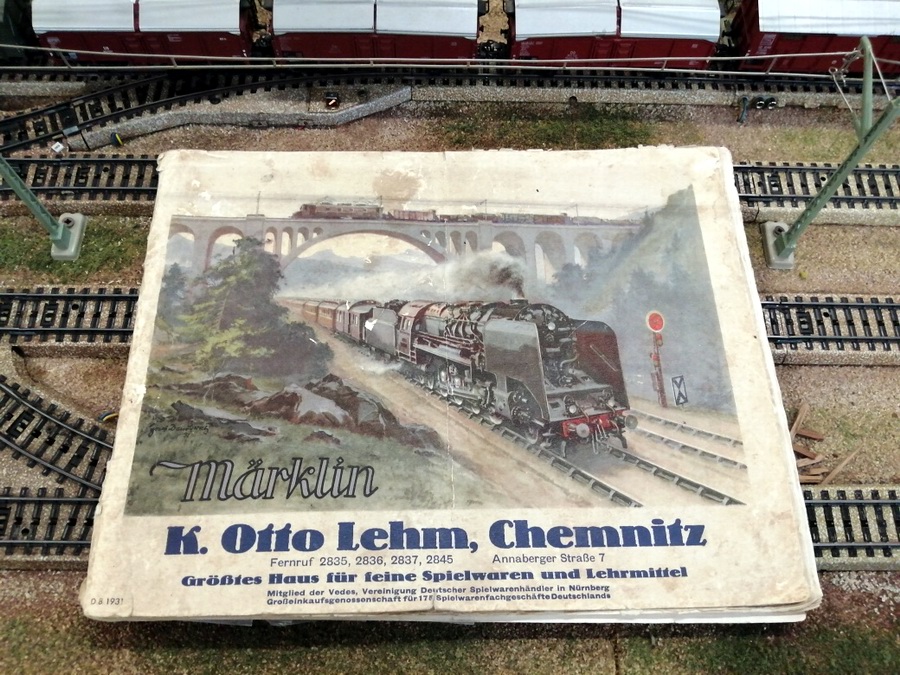 Märklin
K. Otto Lehm, Chemnitz
Fernruf 2835, 2836, 2837, 2845 Annaberger Straße 7
Größtes Haus für feine Spielwaren und Lehrmittel
Mitglied der Vedes, Vereinigung Deutscher Spielwarenhändler in Nürnberg
Großeinkaufsgenossenschaft für Spielwarenfachgeschäfte Deutschlands
D 8 1931